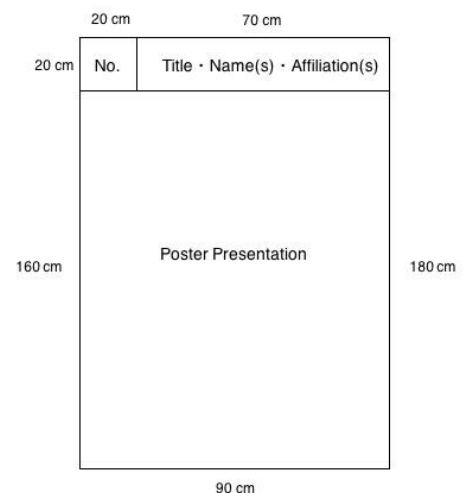 20 cm 70 cm
20 cm No. Title・Name(s)・Affiliation(s)
Poster Presentation
160 cm 180 cm
90 cm